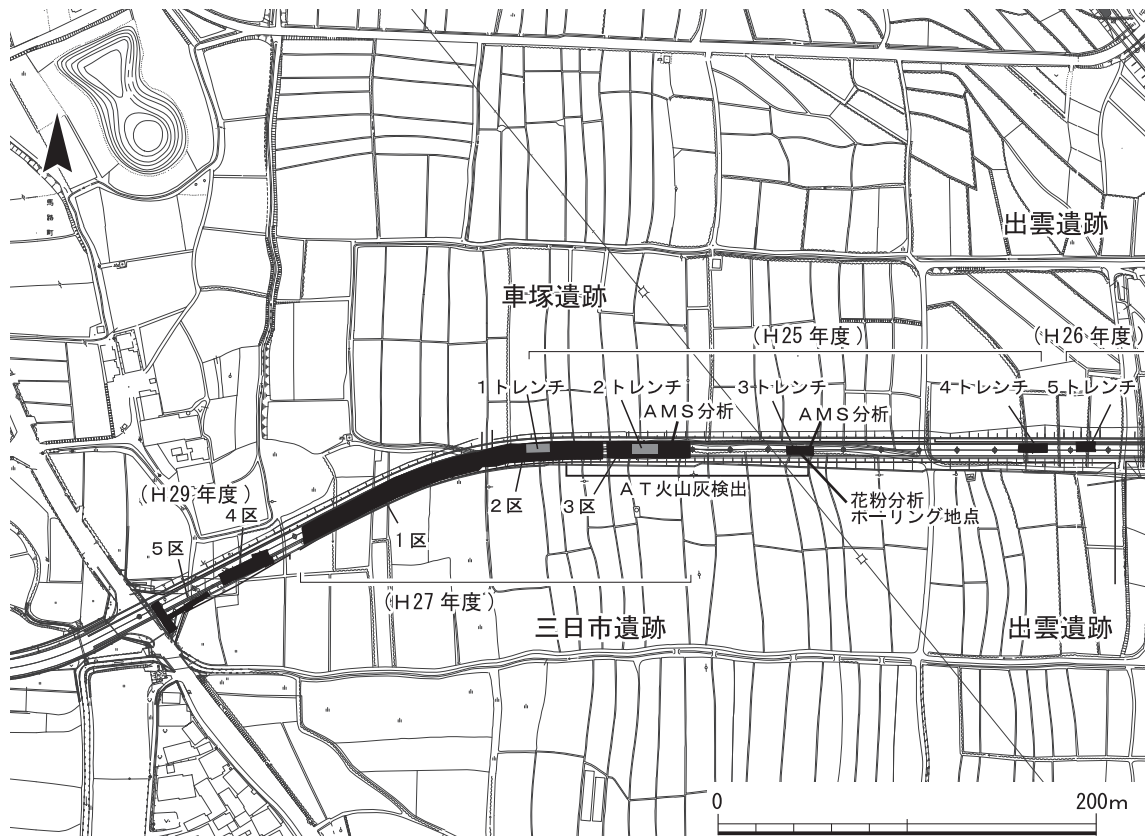 馬路町
出雲遺跡
車塚遺跡
（H25 年度）
（H26 年度）
1トレンチ
2トレンチ
3トレンチ
4トレンチ
5トレンチ
AMS分析
AMS分析
AT火山灰検出
花粉分析
ボーリング地点
（H29 年度）
5区
4区
1区
2区
3区
（H27 年度）
三日市遺跡
出雲遺跡
0
200m